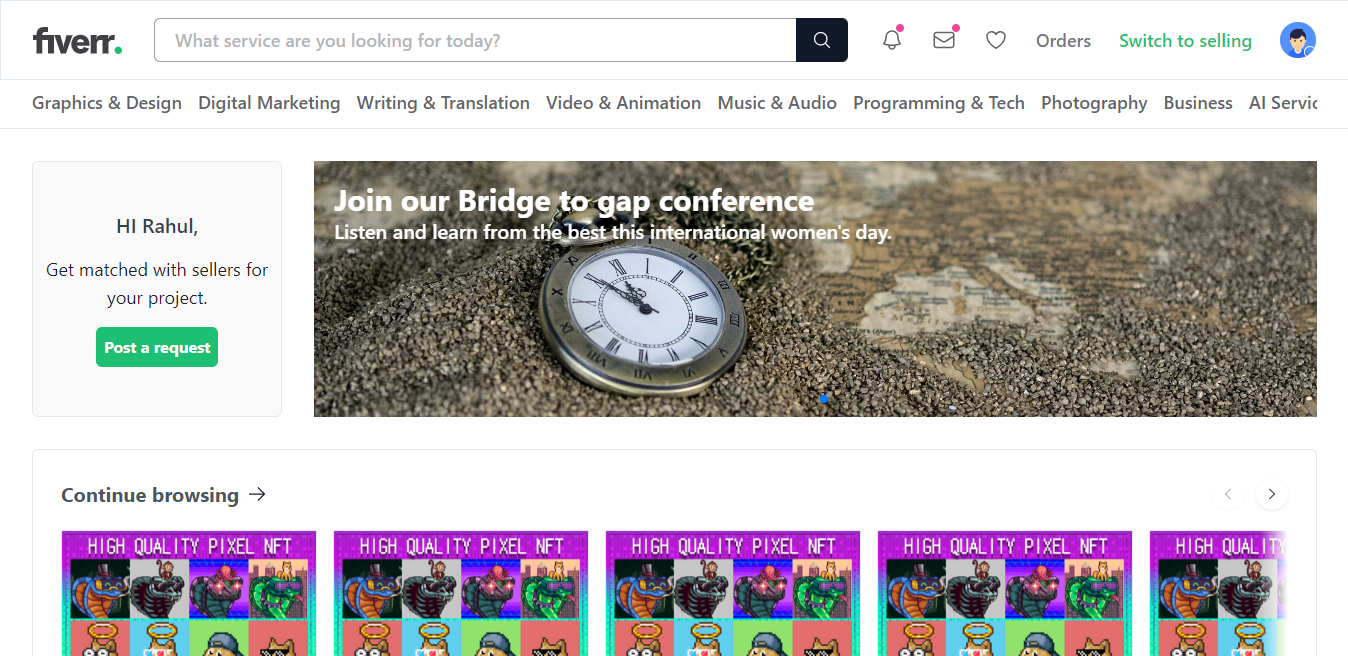 fiverr.
What service are you looking for today?
Orders
Switch to selling
Graphics & Design
Digital Marketing
Writing & Translation
Video & Animation
Music & Audio
Programming & Tech
Photography
Business
AI Servic
HI Rahul,
Get matched with sellers for
your project.
Post a request
Join our Bridge to gap conference
Listen and learn from the best this international women's day.
Continue browsing
HIGH QUALITY PIXEL NFT
HIGH QUALITY PIXEL NFT
HIGH QUALITY PIXEL NFT
HIGH QUALITY PIXEL NFT
HIGH QUALITY